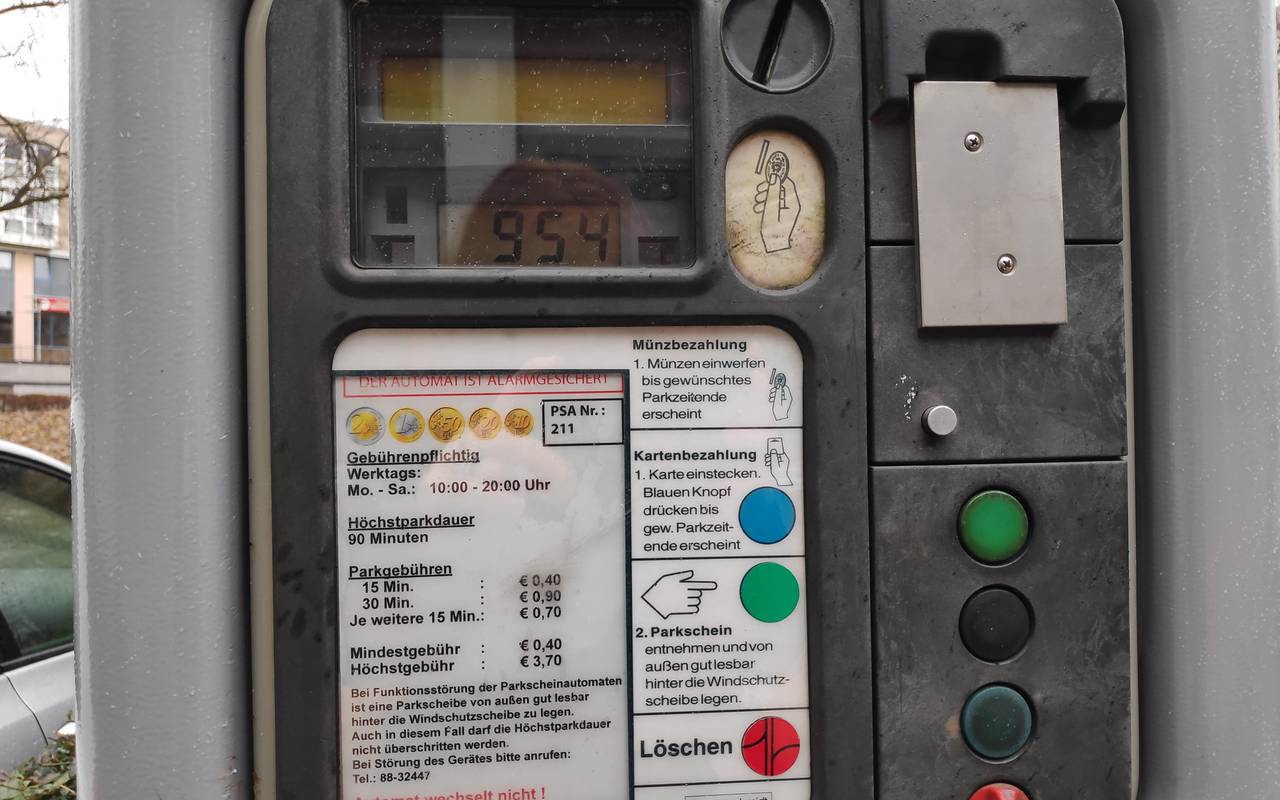 954
DER AUTOMAT IST ALARMGESICHERT
PSA Nr.:
211
Gebührenpflichtig
Werktags:
Mo. - Sa.: 10:00 - 20:00 Uhr
Höchstparkdauer
90 Minuten
Parkgebühren
15 Min. : € 0,40
30 Min. : € 0,90
Je weitere 15 Min.: € 0,70
Mindestgebühr : € 0,40
Höchstgebühr : € 3,70
Bei Funktionsstörung der Parkscheinautomaten
ist eine Parkscheibe von außen gut lesbar
hinter die Windschutzscheibe zu legen.
Auch in diesem Fall darf die Höchstparkdauer
nicht überschritten werden.
Bei Störung des Gerätes bitte anrufen:
Tel.: 88-32447
Automat wechselt nicht !
Münzbezahlung
1. Münzen einwerfen
bis gewünschtes
Parkzeitende
erscheint
Kartenbezahlung
1. Karte einstecken.
Blauen Knopf
drücken bis
gew. Parkzeit-
ende erscheint
2. Parkschein
entnehmen und von
außen gut lesbar
hinter die Windschutz-
scheibe legen.
Löschen